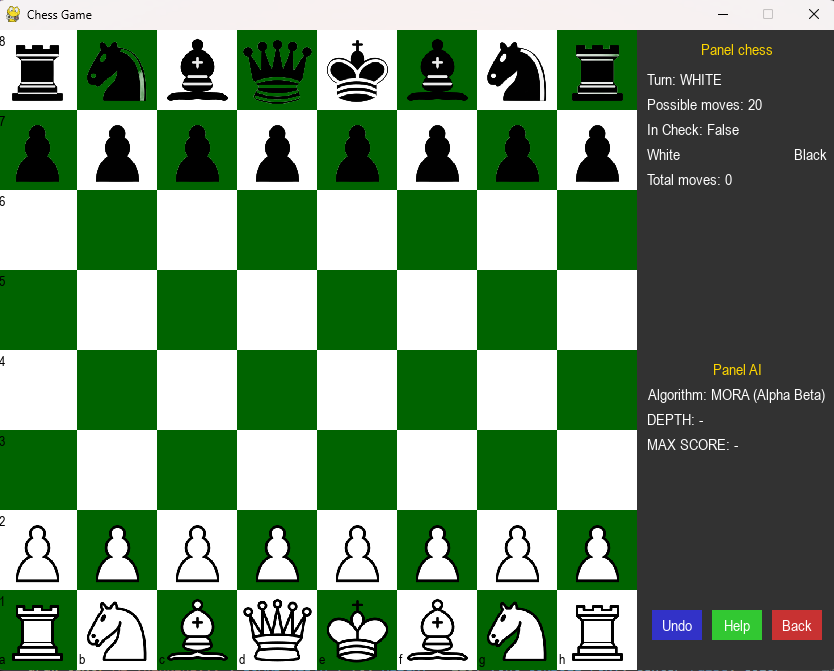 Chess Game
8
7
6
5
4
3
2
1
a b c d e f g h
Panel chess
Turn: WHITE
Possible moves: 20
In Check: False
White Black
Total moves: 0
Panel AI
Algorithm: MORA (Alpha Beta)
DEPTH: -
MAX SCORE: -
Undo Help Back